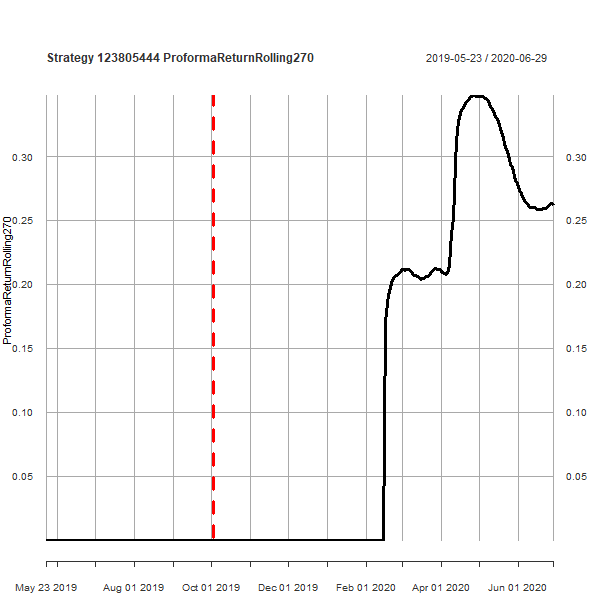 Strategy 123805444 ProformaReturnRolling270
2019-05-23 / 2020-06-29
ProformaReturnRolling270
0.30 0.30
0.25 0.25
0.20 0.20
0.15 0.15
0.10 0.10
0.05 0.05
May 23 2019 Aug 01 2019 Oct 01 2019 Dec 01 2019 Feb 01 2020 Apr 01 2020 Jun 01 2020